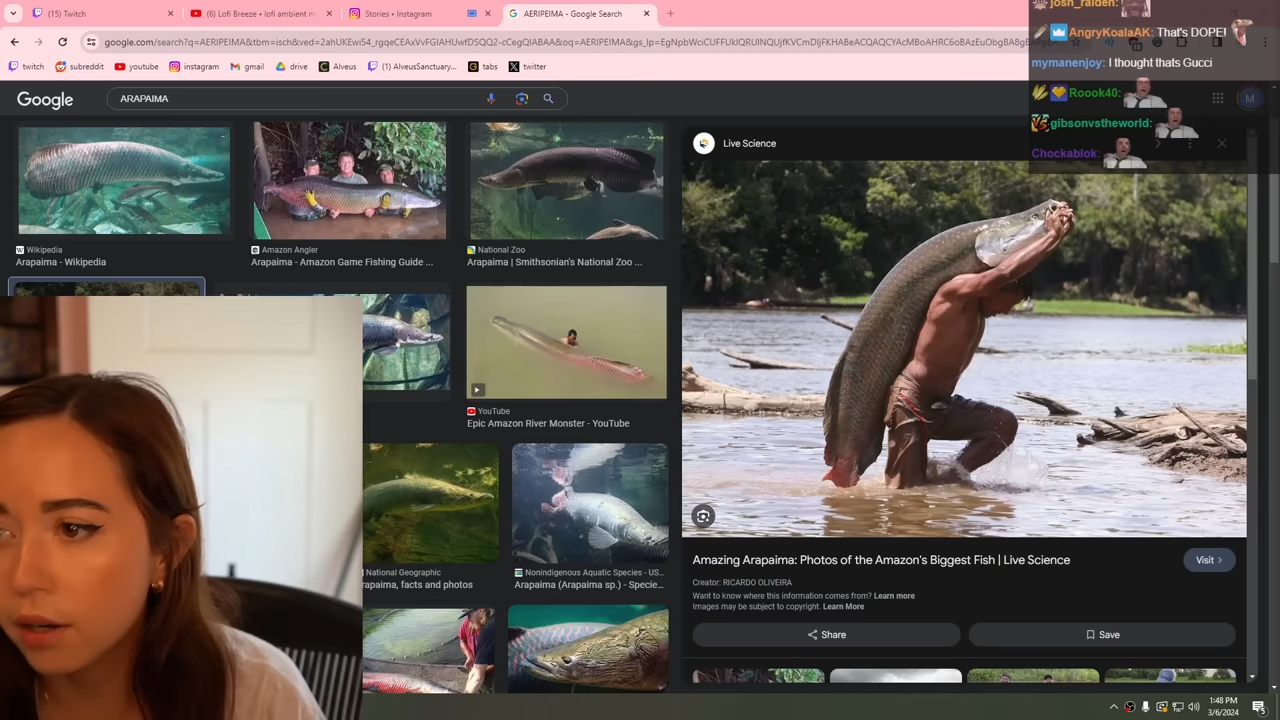 (15) Twitch
(6) Lofi Breeze • lofi ambient m
Stories • Instagram
AERIPEIMA - Google Search
josh_raiden:
AngryKoalaAK: That's DOPE!
mymanenjoy: I thought thats Gucci
Roook40:
gibsonvstheworld:
Chockablok:
twitch
subreddit
youtube
instagram
gmail
drive
Alveus
(1) AlveusSanctuary...
tabs
twitter
Google
ARAPAIMA
M
Live Science
Wikipedia
Arapaima - Wikipedia
Amazon Angler
Arapaima - Amazon Game Fishing Guide ...
National Zoo
Arapaima | Smithsonian's National Zoo ...
YouTube
Epic Amazon River Monster - YouTube
National Geographic
rapaima, facts and photos
Nonindigenous Aquatic Species - US...
Arapaima (Arapaima sp.) - Specie...
Amazing Arapaima: Photos of the Amazon's Biggest Fish | Live Science
Visit
Creator: RICARDO OLIVEIRA
Want to know where this information comes from? Learn more
Images may be subject to copyright. Learn More
Share
Save
1:48 PM
3/6/2024
5